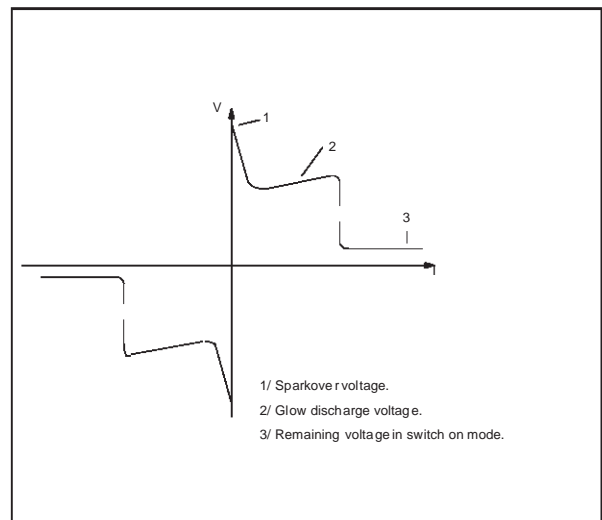 V
1
2
3
I
1/ Sparkover voltage.
2/ Glow discharge voltage.
3/ Remaining voltage in switch on mode.